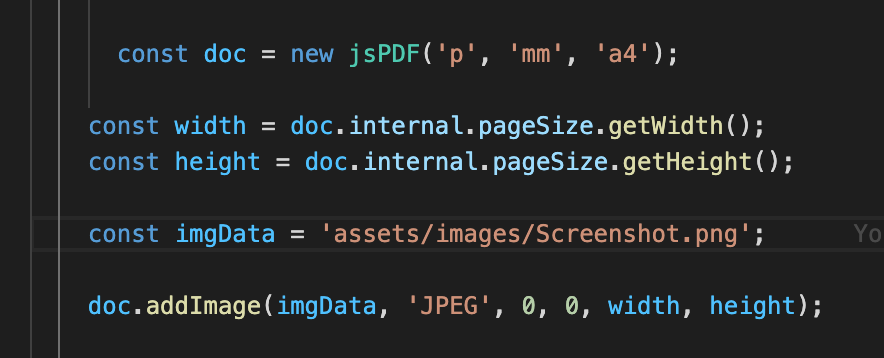 const doc = new jsPDF('p', 'mm', 'a4');
const width = doc.internal.pageSize.getWidth();
const height = doc.internal.pageSize.getHeight();
const imgData = 'assets/images/Screenshot.png'; Yo
doc.addImage(imgData, 'JPEG', 0, 0, width, height);